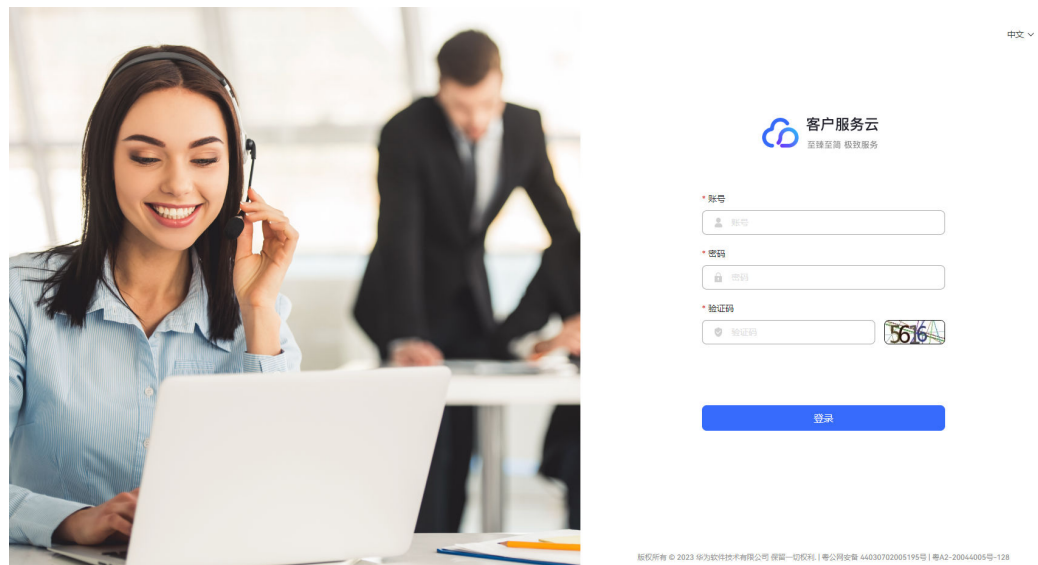 中文
客户服务云
至臻至简 极致服务
* 账号
账号
* 密码
密码
* 验证码
验证码
5616
登录
版权所有 © 2023 华为软件技术有限公司 保留一切权利. | 粤公网安备 44030702005195号 | 粤A2-20044005号-128